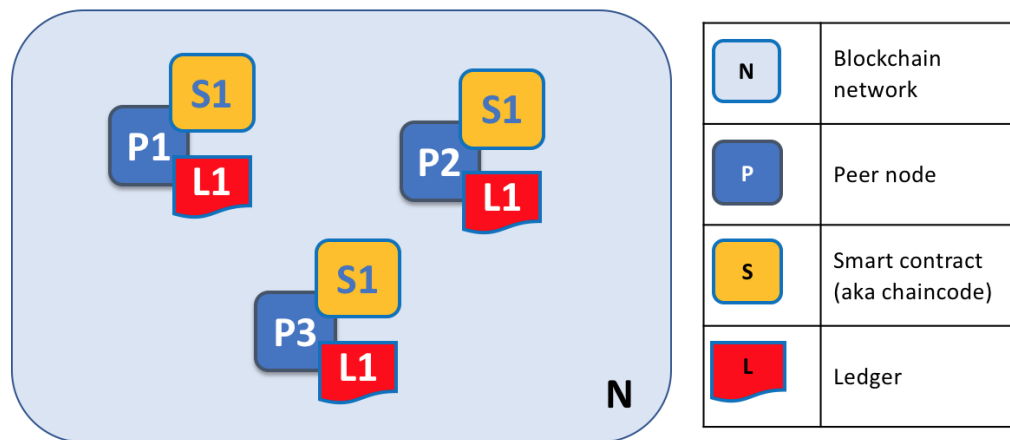 S1
P1
L1
S1
P2
L1
S1
P3
L1
N
N
Blockchain
network
P
Peer node
S
Smart contract
(aka chaincode)
L
Ledger